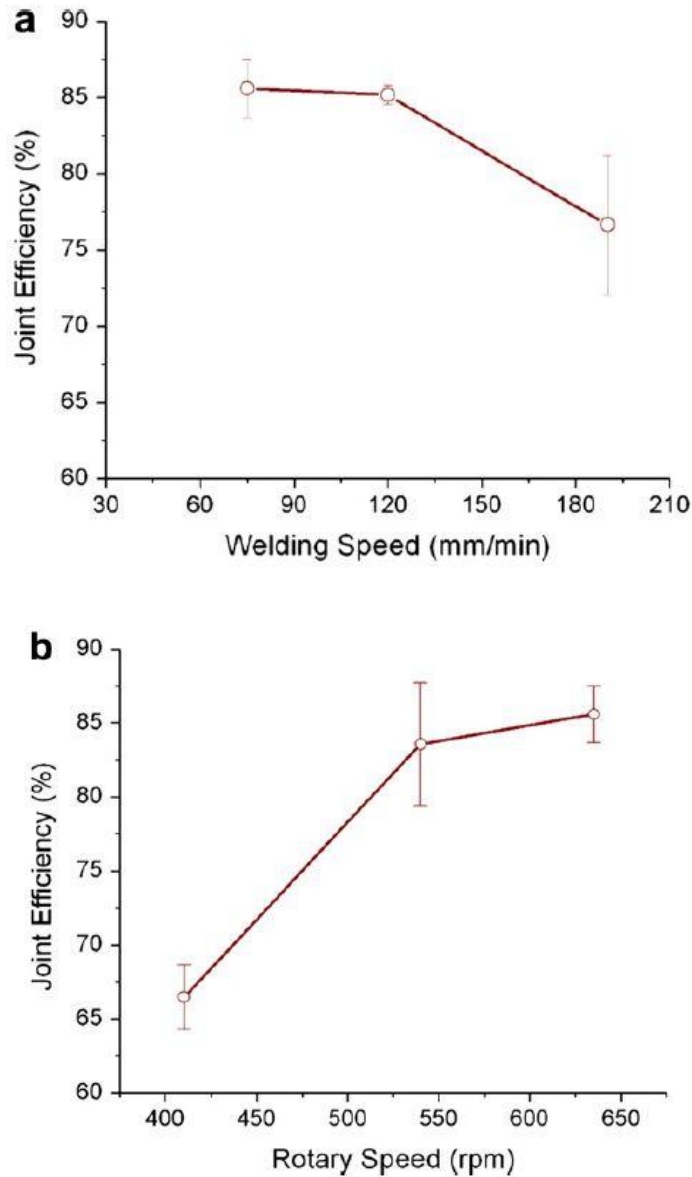 a
90
85
80
75
70
65
60
30 60 90 120 150 180 210
Joint Efficiency (%)
Welding Speed (mm/min)
b
90
85
80
75
70
65
60
400 450 500 550 600 650
Joint Efficiency (%)
Rotary Speed (rpm)